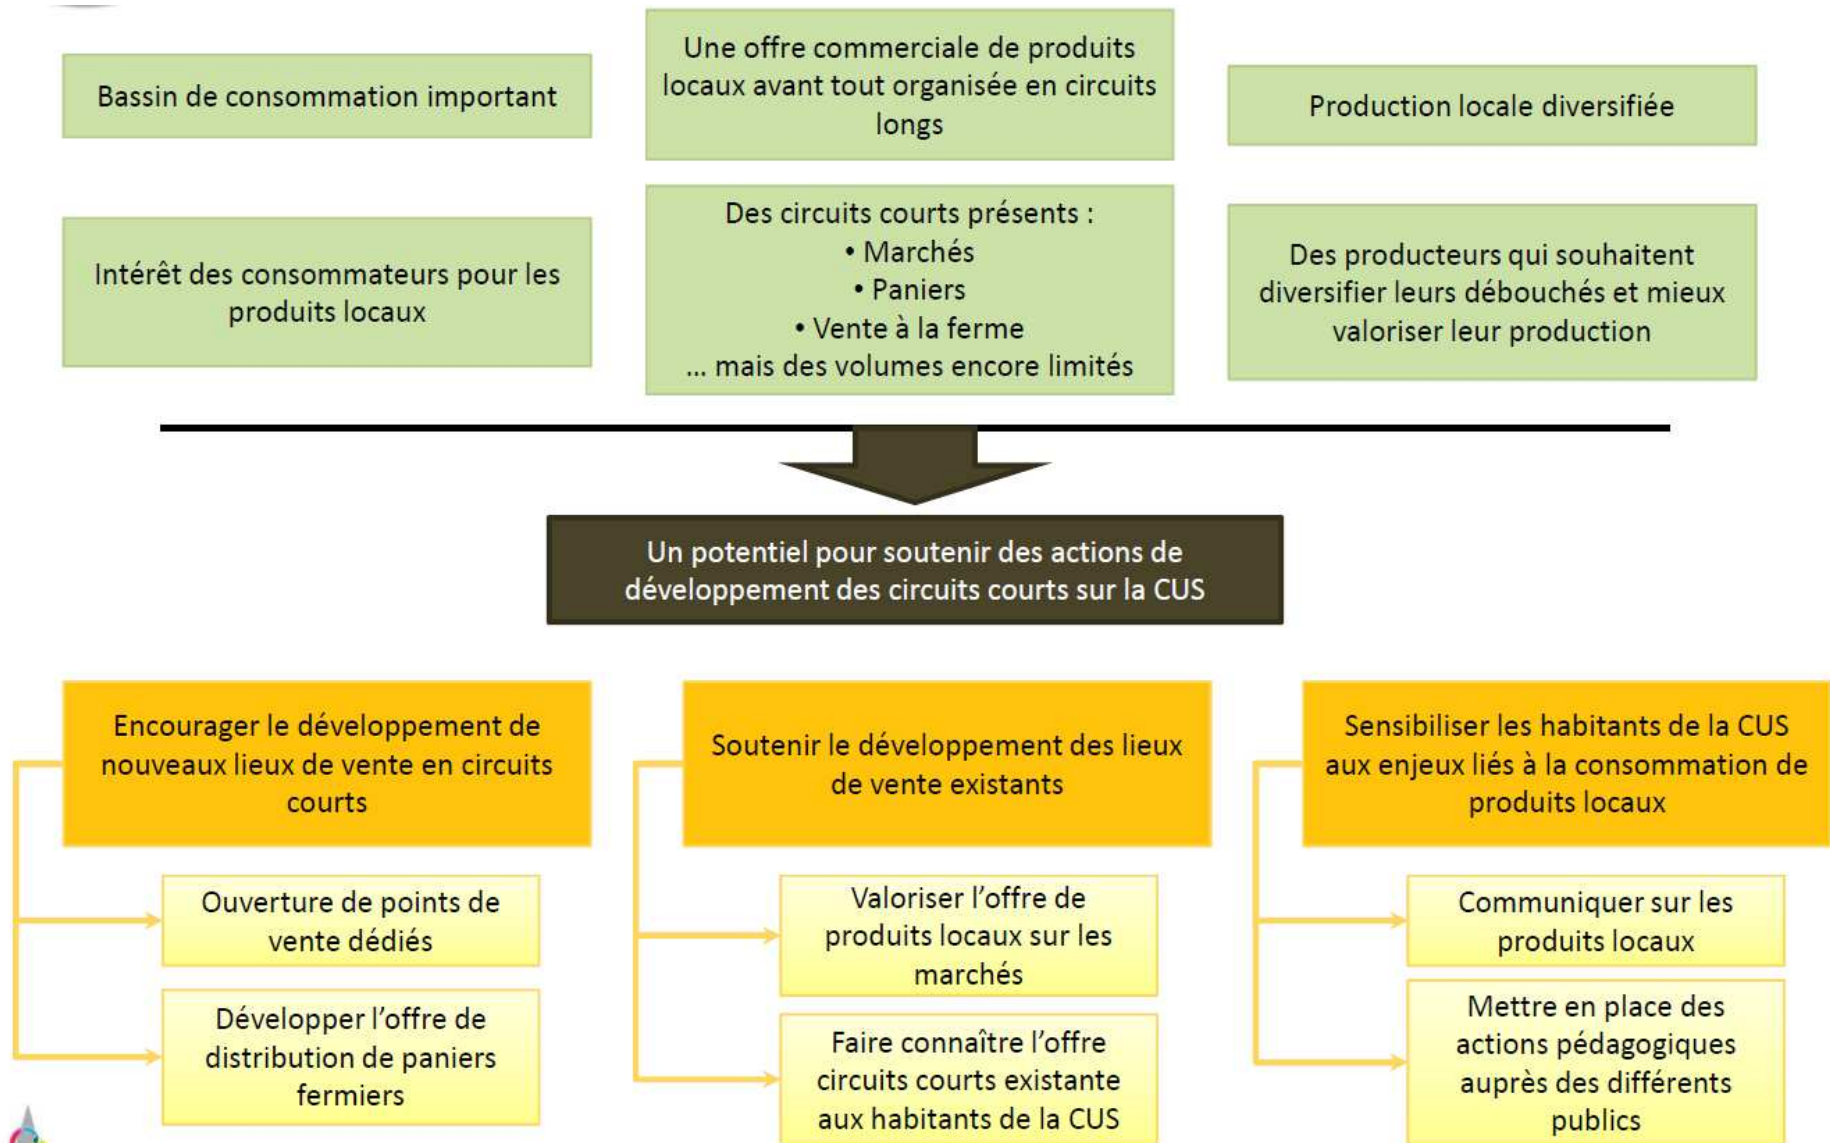 Bassin de consommation important
Une offre commerciale de produits
locaux avant tout organisée en circuits
longs
Production locale diversifiée
Intérêt des consommateurs pour les
produits locaux
Des circuits courts présents :
• Marchés
• Paniers
• Vente à la ferme
... mais des volumes encore limités
Des producteurs qui souhaitent
diversifier leurs débouchés et mieux
valoriser leur production
Un potentiel pour soutenir des actions de
développement des circuits courts sur la CUS
Encourager le développement de
nouveaux lieux de vente en circuits
courts
Ouverture de points de
vente dédiés
Développer l'offre de
distribution de paniers
fermiers
Soutenir le développement des lieux
de vente existants
Valoriser l'offre de
produits locaux sur les
marchés
Faire connaître l'offre
circuits courts existante
aux habitants de la CUS
Sensibiliser les habitants de la CUS
aux enjeux liés à la consommation de
produits locaux
Communiquer sur les
produits locaux
Mettre en place des
actions pédagogiques
auprès des différents
publics